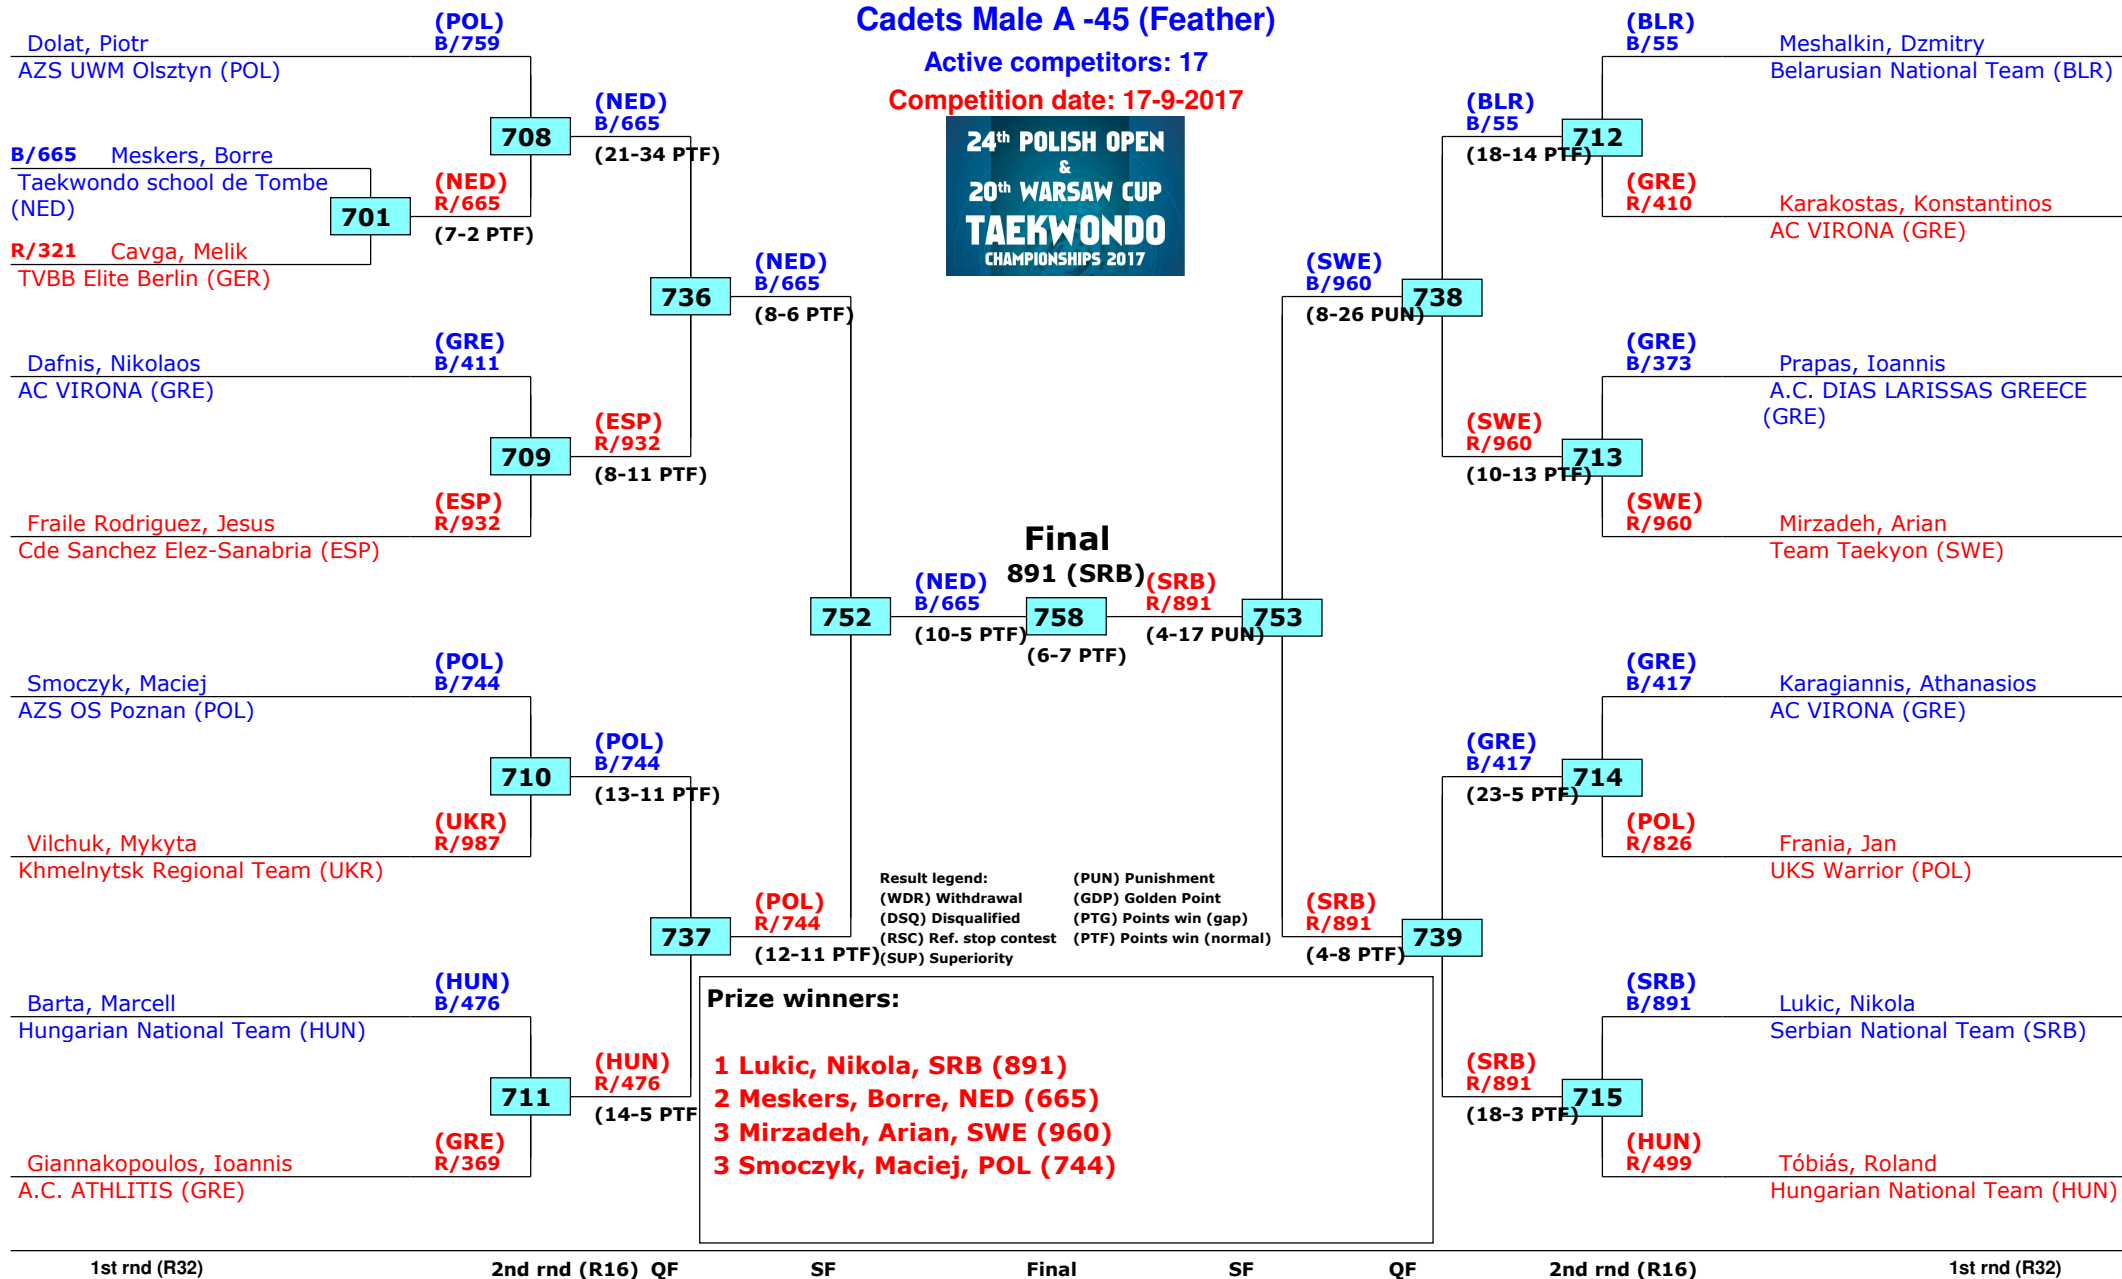 Cadets Male A -45 (Feather)
Active competitors: 17
Competition date: 17-9-2017
24th POLISH OPEN
&
20th WARSAW CUP
TAEKWONDO
CHAMPIONSHIPS 2017
(POL)
B/759
Dolat, Piotr
AZS UWM Olsztyn (POL)
708
(NED)
B/665
(21-34 PTF)
B/665 Meskers, Borre
Taekwondo school de Tombe
(NED)
701
(NED)
R/665
(7-2 PTF)
R/321 Cavga, Melik
TVBB Elite Berlin (GER)
736
(NED)
B/665
(8-6 PTF)
(GRE)
B/411
Dafnis, Nikolaos
AC VIRONA (GRE)
709
(ESP)
R/932
(8-11 PTF)
(ESP)
R/932
Fraile Rodriguez, Jesus
Cde Sanchez Elez-Sanabria (ESP)
752
(NED)
B/665
(10-5 PTF)
Final
891 (SRB)
758
(6-7 PTF)
(SRB)
R/891
(4-17 PUN)
753
(POL)
B/744
Smoczyk, Maciej
AZS OS Poznan (POL)
710
(POL)
B/744
(13-11 PTF)
(UKR)
R/987
Vilchuk, Mykyta
Khmelnytsk Regional Team (UKR)
737
(POL)
R/744
(12-11 PTF)
(HUN)
B/476
Barta, Marcell
Hungarian National Team (HUN)
711
(HUN)
R/476
(14-5 PTF
(GRE)
R/369
Giannakopoulos, Ioannis
A.C. ATHLITIS (GRE)
(BLR)
B/55
Meshalkin, Dzmitry
Belarusian National Team (BLR)
(BLR)
B/55
(18-14 PTF)
712
(GRE)
R/410
Karakostas, Konstantinos
AC VIRONA (GRE)
(SWE)
B/960
(8-26 PUN)
738
(GRE)
B/373
Prapas, Ioannis
A.C. DIAS LARISSAS GREECE
(GRE)
(SWE)
R/960
(10-13 PTF)
713
(SWE)
R/960
Mirzadeh, Arian
Team Taekyon (SWE)
(GRE)
B/417
Karagiannis, Athanasios
AC VIRONA (GRE)
(GRE)
B/417
(23-5 PTF)
714
(POL)
R/826
Frania, Jan
UKS Warrior (POL)
(SRB)
R/891
(4-8 PTF)
739
(SRB)
B/891
Lukic, Nikola
Serbian National Team (SRB)
(SRB)
R/891
(18-3 PTF)
715
(HUN)
R/499
Tóbiás, Roland
Hungarian National Team (HUN)
Result legend: (PUN) Punishment
(WDR) Withdrawal (GDP) Golden Point
(DSQ) Disqualified (PTG) Points win (gap)
(RSC) Ref. stop contest (PTF) Points win (normal)
(SUP) Superiority
Prize winners:
1 Lukic, Nikola, SRB (891)
2 Meskers, Borre, NED (665)
3 Mirzadeh, Arian, SWE (960)
3 Smoczyk, Maciej, POL (744)
1st rnd (R32) 2nd rnd (R16) QF SF Final SF QF 2nd rnd (R16) 1st rnd (R32)